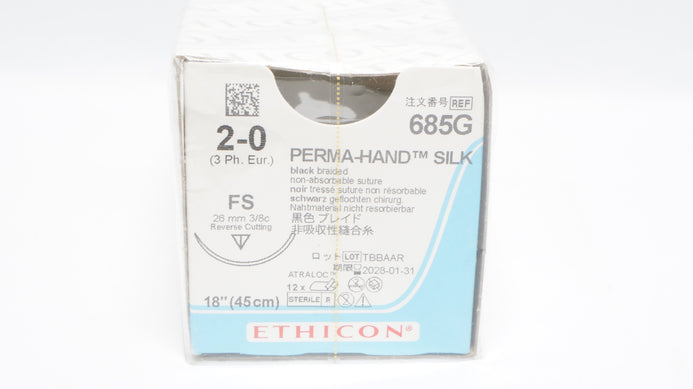 注文番号 REF
685G
2-0
(3 Ph. Eur.)
PERMA-HAND™ SILK
black braided
non-absorbable suture
noir tressé suture non résorbable
schwarz geflochten chirurg.
Nahtmaterial nicht resorbierbar
黒色 ブレイド
非吸収性縫合糸
FS
26 mm 3/8c
Reverse Cutting
ロット LOT TBBAAR
期限 2028-01-31
ATRALOC™
12 x
STERILE R
18" (45cm)
ETHICON®